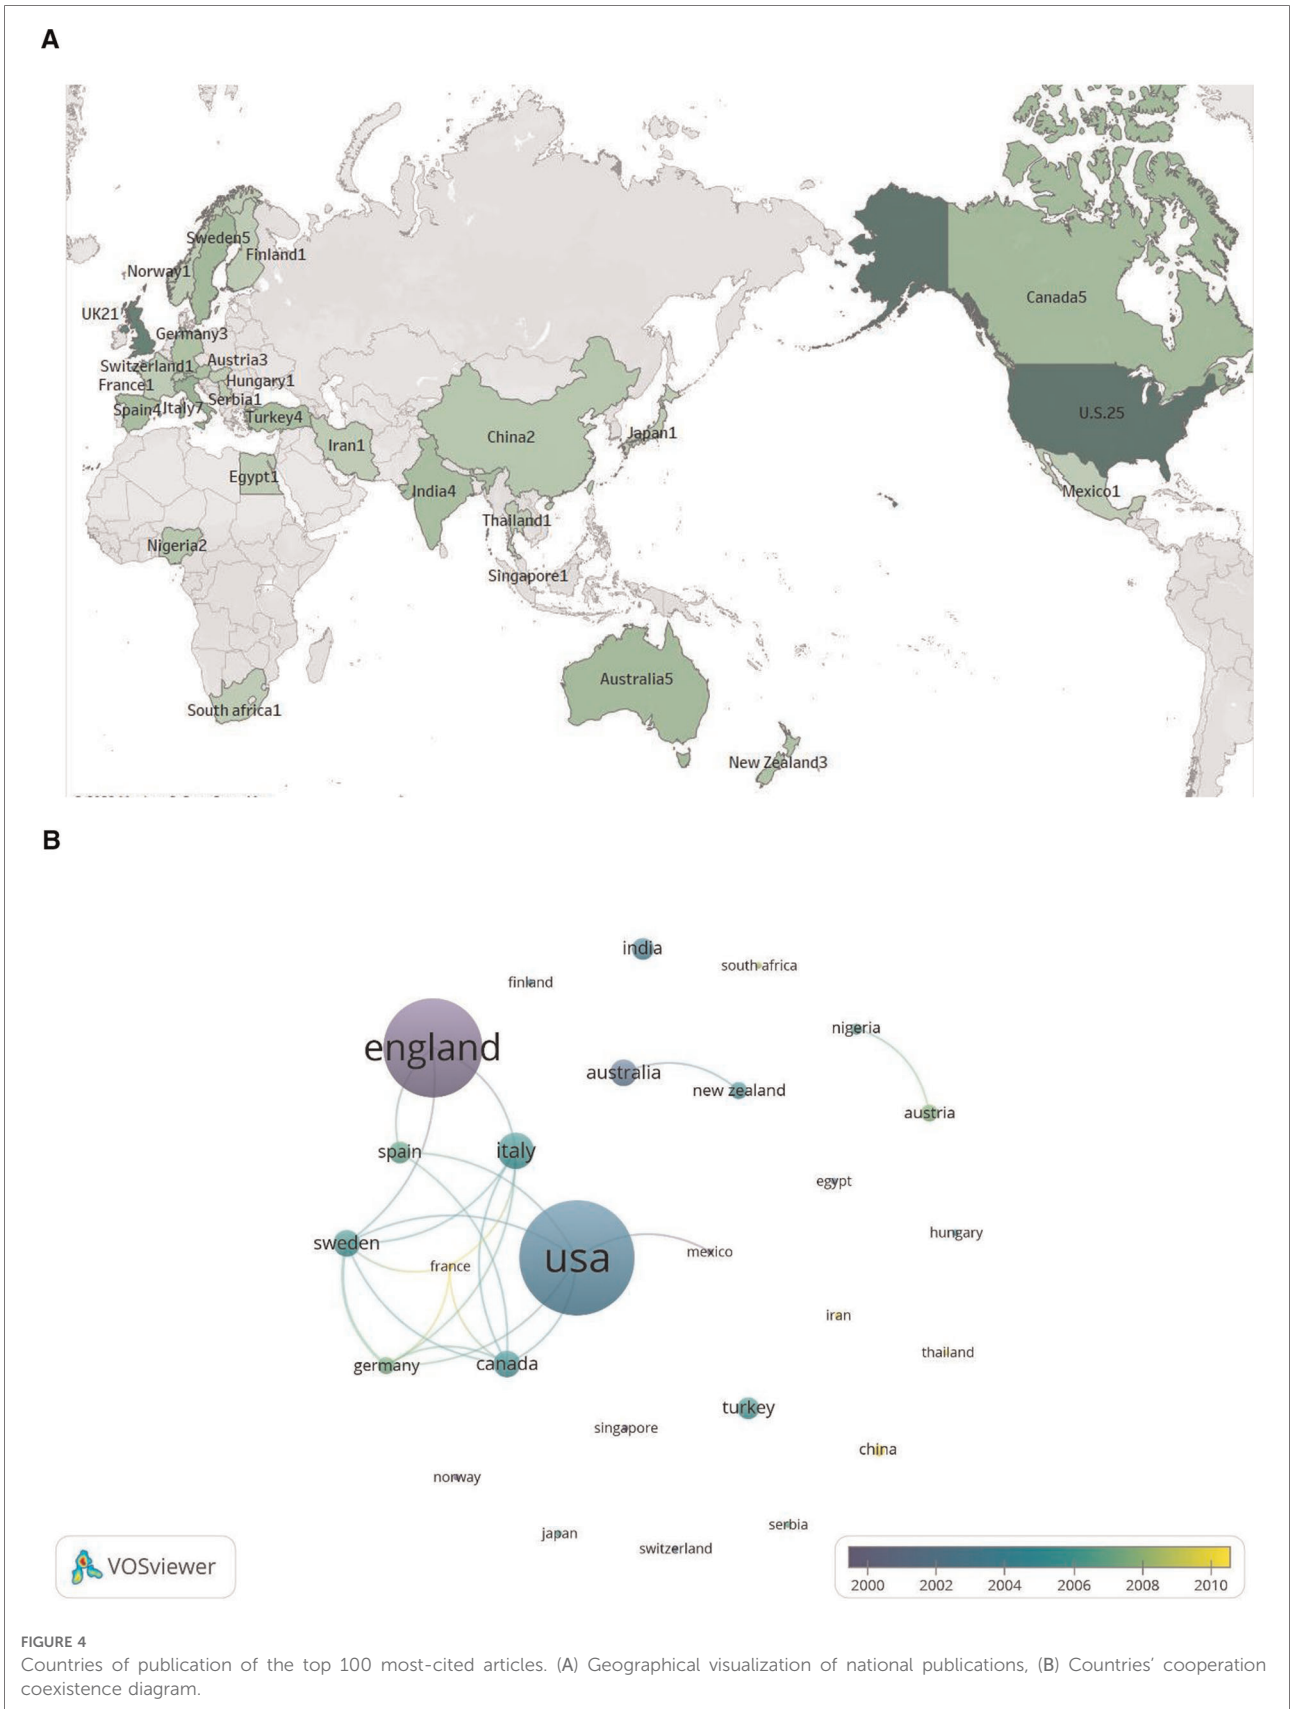 A
Sweden5
Finland1
Norway1
UK21
Germany3
Switzerland1
Austria3
France1
Hungary1
Serbia1
Spain4
Italy7
Turkey4
Iran1
Egypt1
Nigeria2
South africa1
China2
India4
Japan1
Thailand1
Singapore1
Australia5
New Zealand3
Canada5
U.S.25
Mexico1
B
india
south africa
finland
england
nigeria
australia
new zealand
austria
spain
italy
egypt
hungary
sweden
usa
mexico
france
iran
thailand
germany
canada
turkey
singapore
china
norway
serbia
japan
switzerland
VOSviewer
2000 2002 2004 2006 2008 2010
FIGURE 4
Countries of publication of the top 100 most-cited articles. (A) Geographical visualization of national publications, (B) Countries’ cooperation
coexistence diagram.